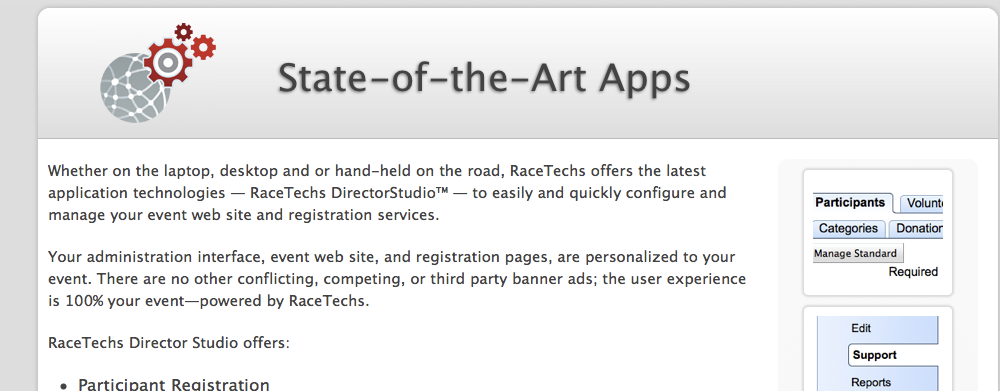 State-of-the-Art Apps
Whether on the laptop, desktop and or hand-held on the road, RaceTechs offers the latest
application technologies — RaceTechs DirectorStudio™ — to easily and quickly configure and
manage your event web site and registration services.
Your administration interface, event web site, and registration pages, are personalized to your
event. There are no other conflicting, competing, or third party banner ads; the user experience
is 100% your event—powered by RaceTechs.
RaceTechs Director Studio offers:
• Participant Registration
Participants Volunt
Categories Donation
Manage Standard
Required
Edit
Support
Reports